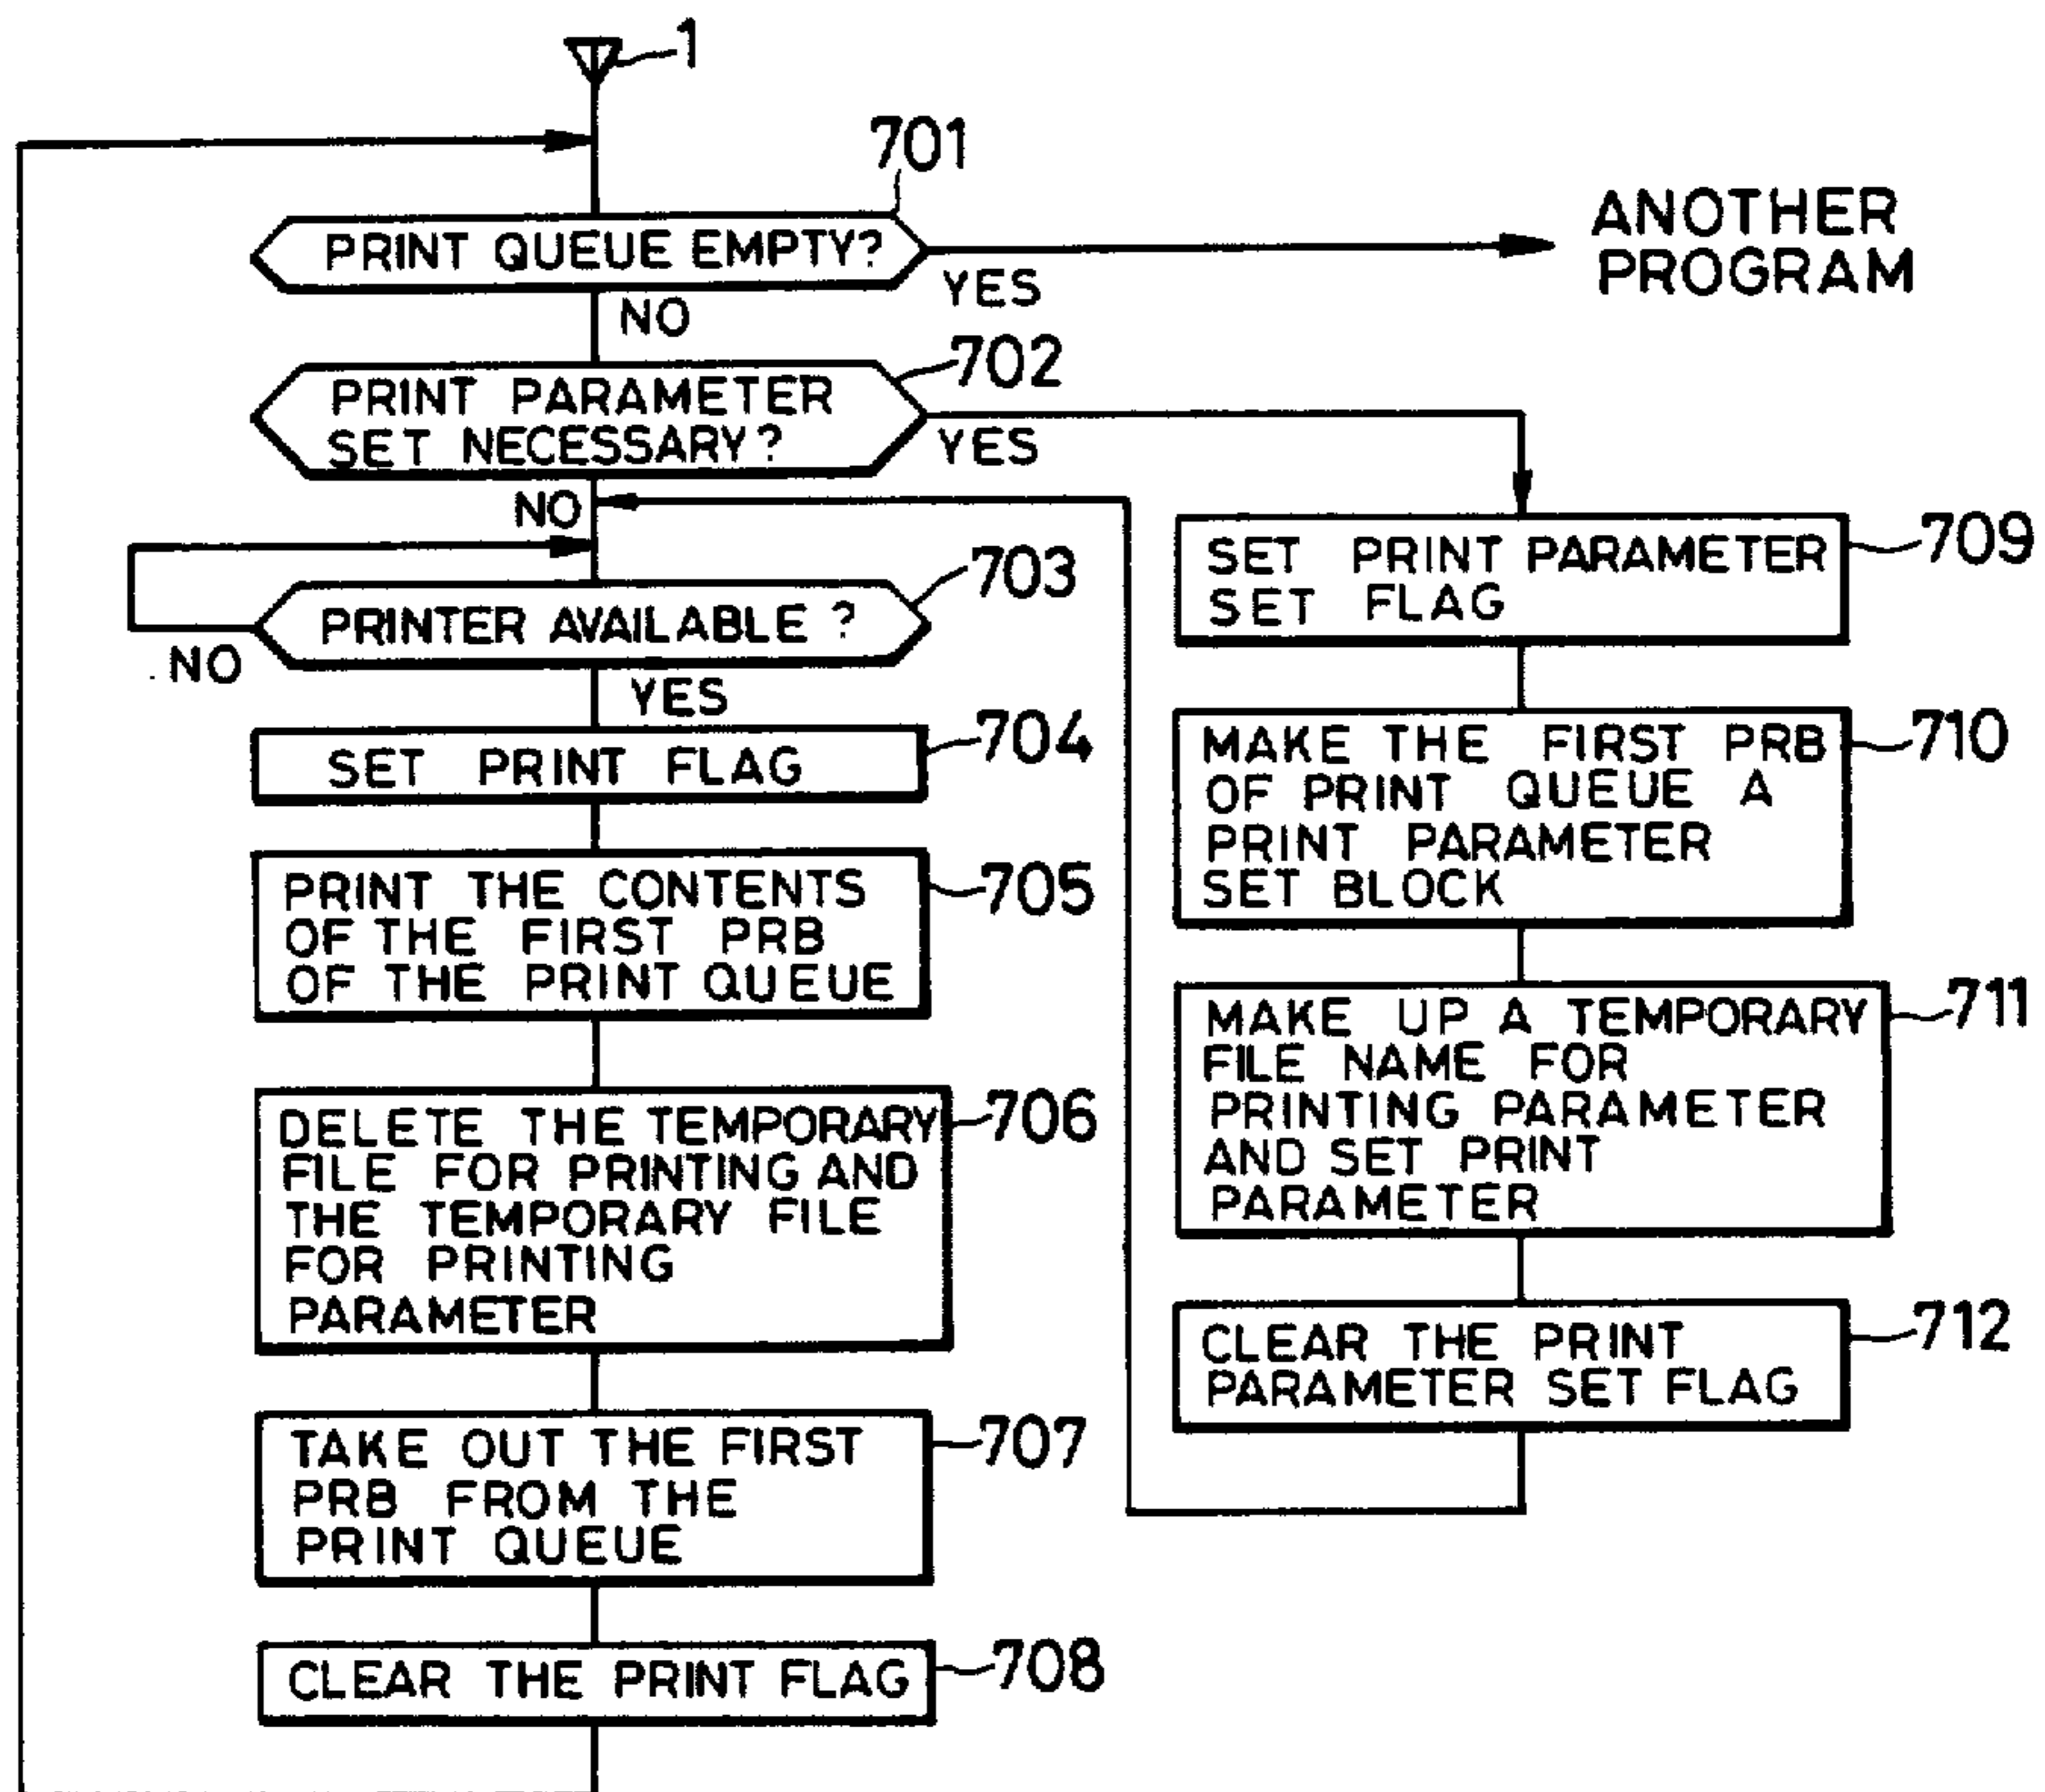 1
701
PRINT QUEUE EMPTY?
YES
NO
ANOTHER
PROGRAM
702
PRINT PARAMETER
SET NECESSARY?
YES
NO
703
PRINTER AVAILABLE ?
NO
YES
704
SET PRINT FLAG
705
PRINT THE CONTENTS
OF THE FIRST PRB
OF THE PRINT QUEUE
706
DELETE THE TEMPORARY
FILE FOR PRINTING AND
THE TEMPORARY FILE
FOR PRINTING
PARAMETER
707
TAKE OUT THE FIRST
PRB FROM THE
PRINT QUEUE
708
CLEAR THE PRINT FLAG
709
SET PRINT PARAMETER
SET FLAG
710
MAKE THE FIRST PRB
OF PRINT QUEUE A
PRINT PARAMETER
SET BLOCK
711
MAKE UP A TEMPORARY
FILE NAME FOR
PRINTING PARAMETER
AND SET PRINT
PARAMETER
712
CLEAR THE PRINT
PARAMETER SET FLAG